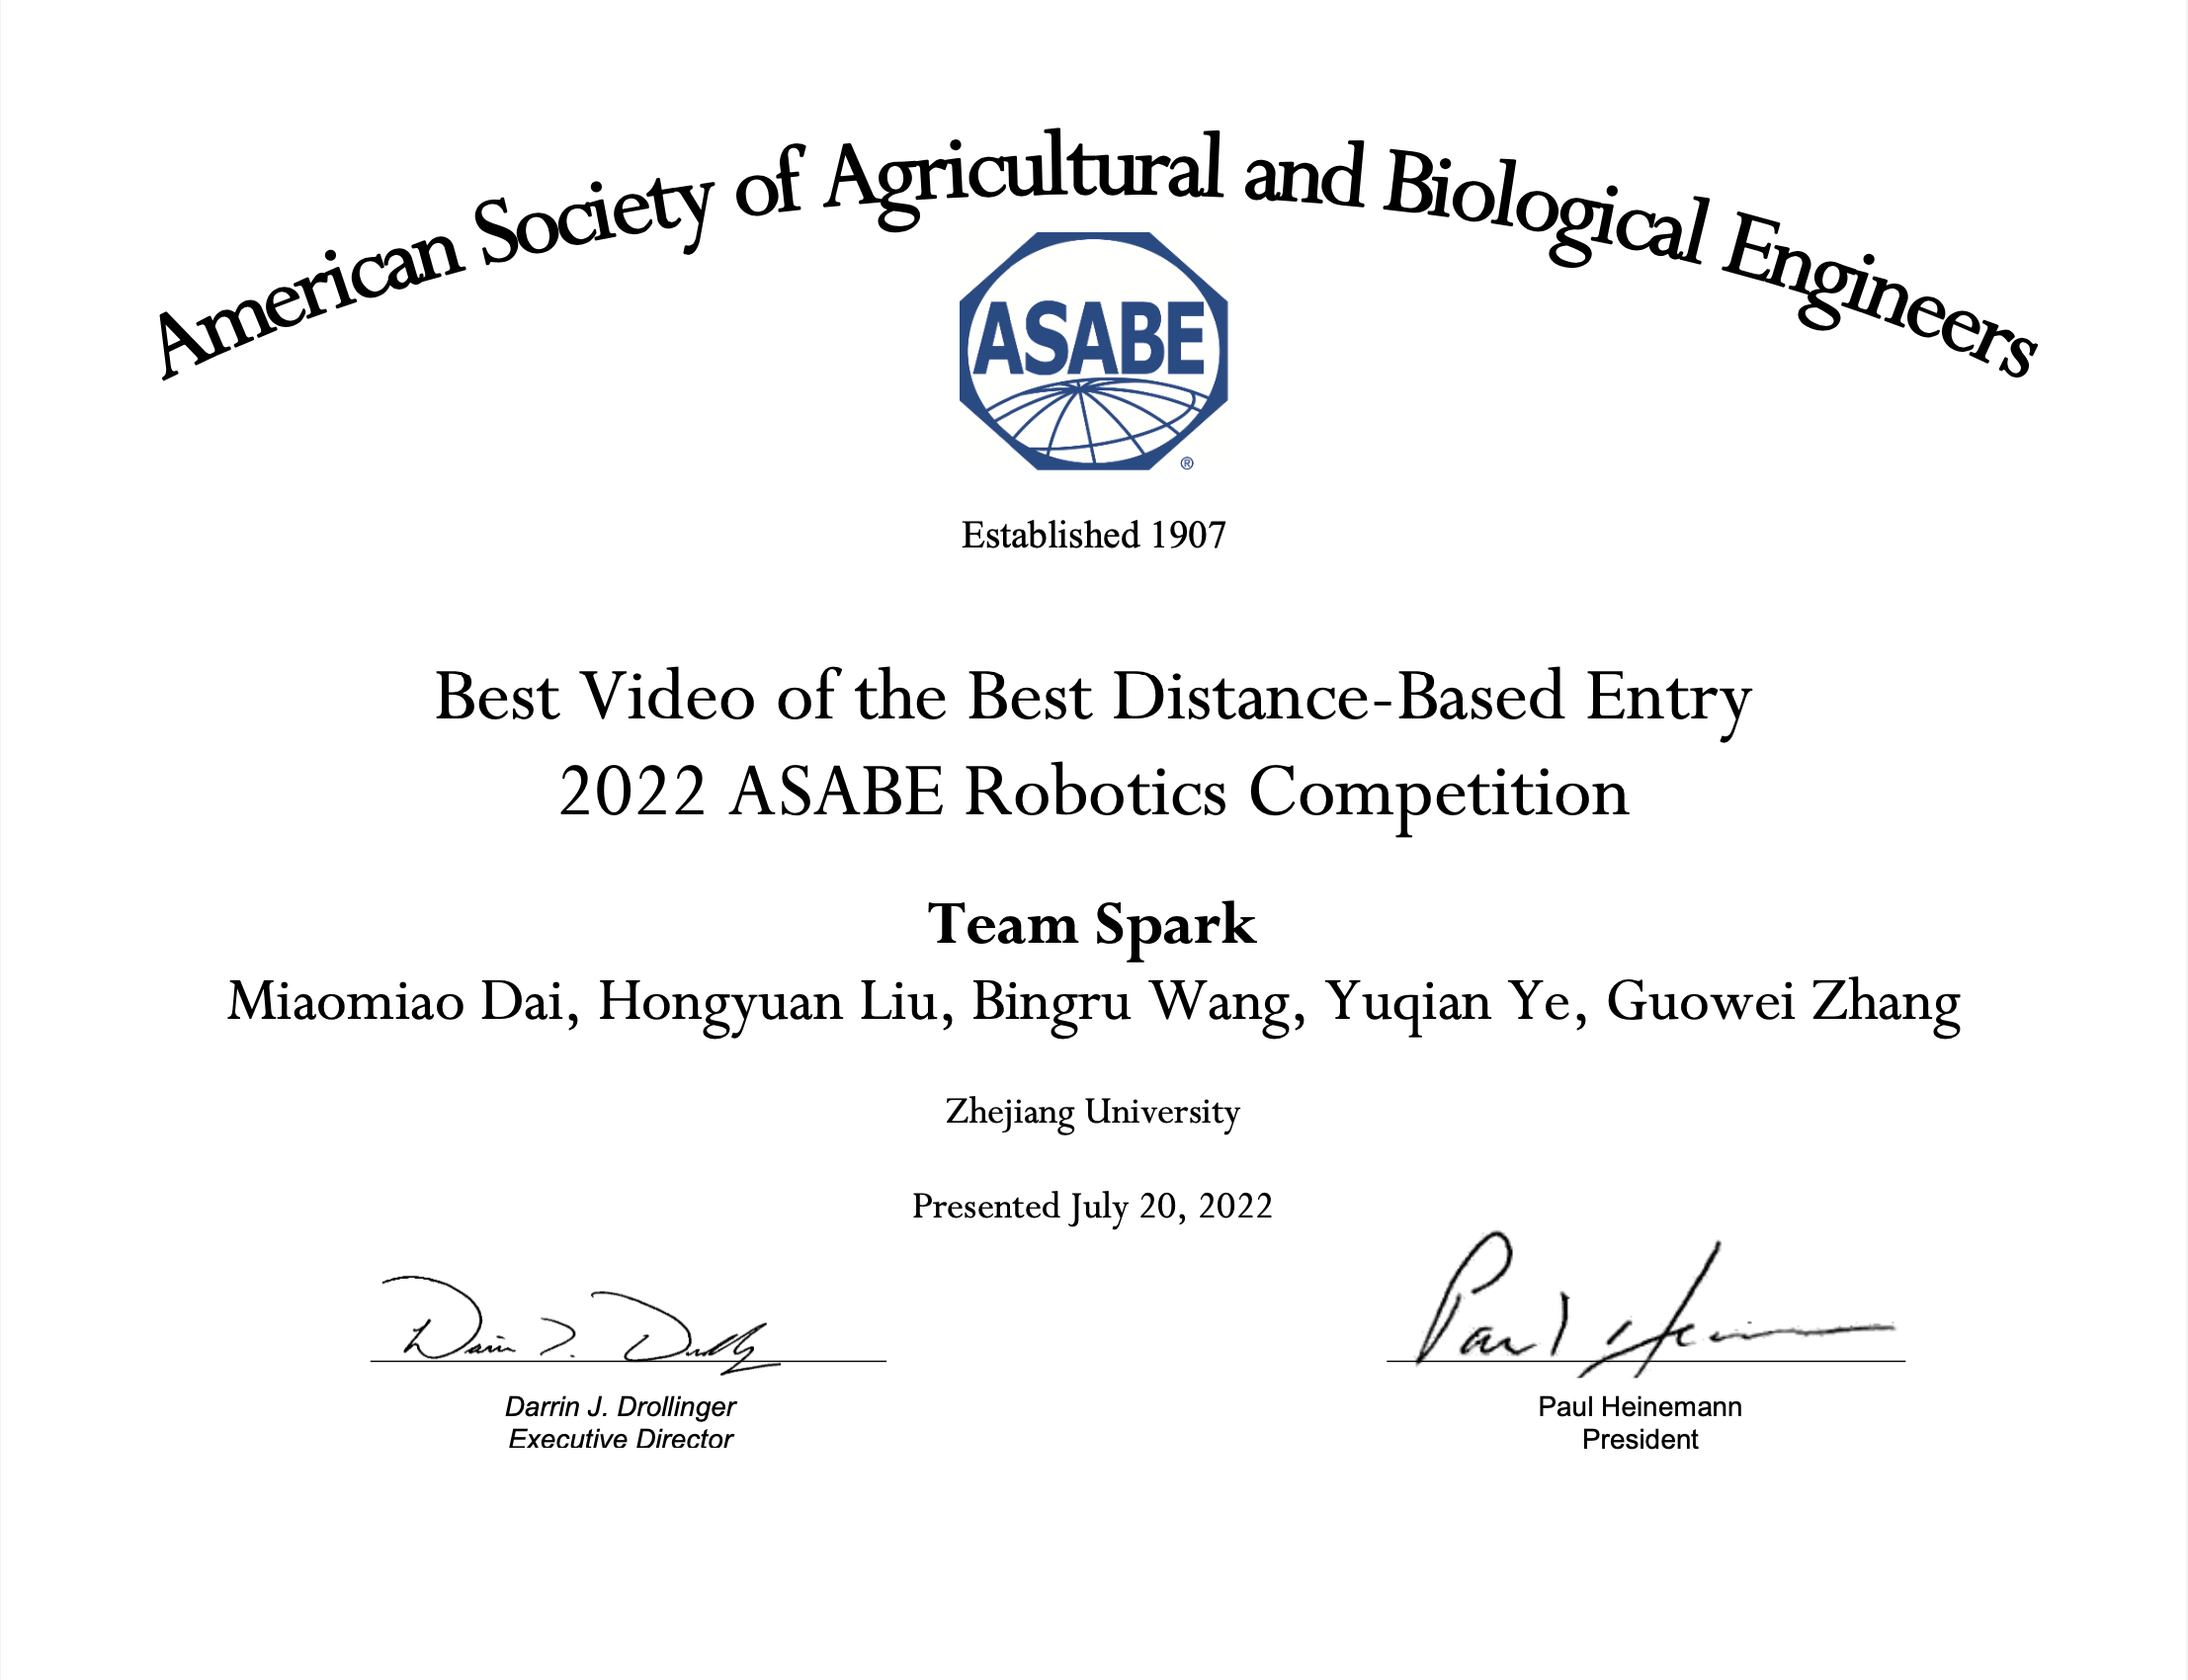 American Society of Agricultural and Biological Engineers
ASABE
®
Established 1907
Best Video of the Best Distance-Based Entry
2022 ASABE Robotics Competition
Team Spark
Miaomiao Dai, Hongyuan Liu, Bingru Wang, Yuqian Ye, Guowei Zhang
Zhejiang University
Presented July 20, 2022
Darrin J. Drollinger
Executive Director
Paul Heinemann
President